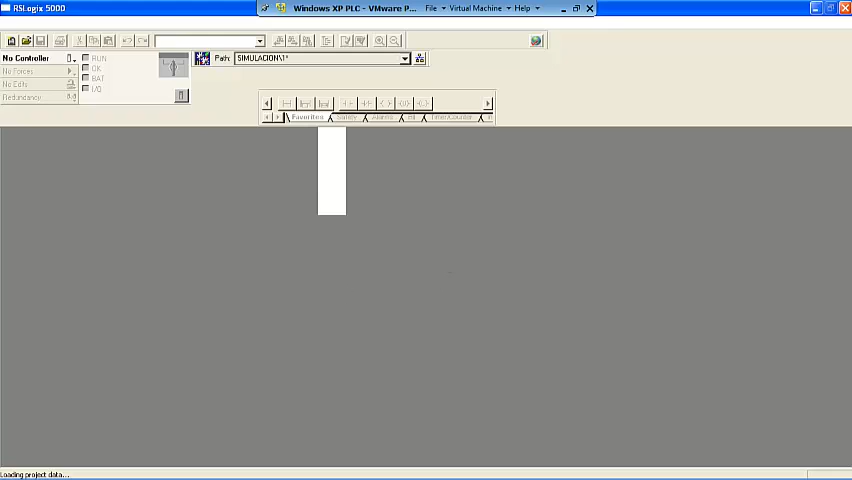 RSLogix 5000
Windows XP PLC - VMware P... File Virtual Machine Help
No Controller
RUN
No Forces
OK
No Edits
BAT
Redundancy
I/O
Path: SIMULACION\1*
Favorites Safety Alarms Bit Timer/Counter
Loading project data...